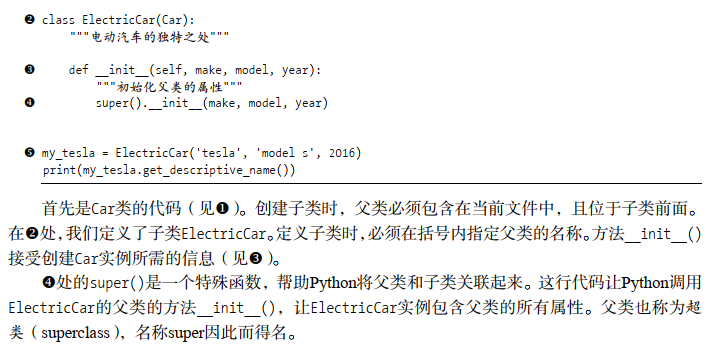 ❷ class ElectricCar(Car):
"""电动汽车的独特之处"""
❸ def __init__(self, make, model, year):
"""初始化父类的属性"""
❹ super().__init__(make, model, year)
❺ my_tesla = ElectricCar('tesla', 'model s', 2016)
print(my_tesla.get_descriptive_name())
首先是Car类的代码（见❶）。创建子类时，父类必须包含在当前文件中，且位于子类前面。
在❷处，我们定义了子类ElectricCar。定义子类时，必须在括号内指定父类的名称。方法__init__()
接受创建Car实例所需的信息（见❸）。
❹处的super()是一个特殊函数，帮助Python将父类和子类关联起来。这行代码让Python调用
ElectricCar的父类的方法__init__()，让ElectricCar实例包含父类的所有属性。父类也称为超
类（superclass），名称super因此而得名。